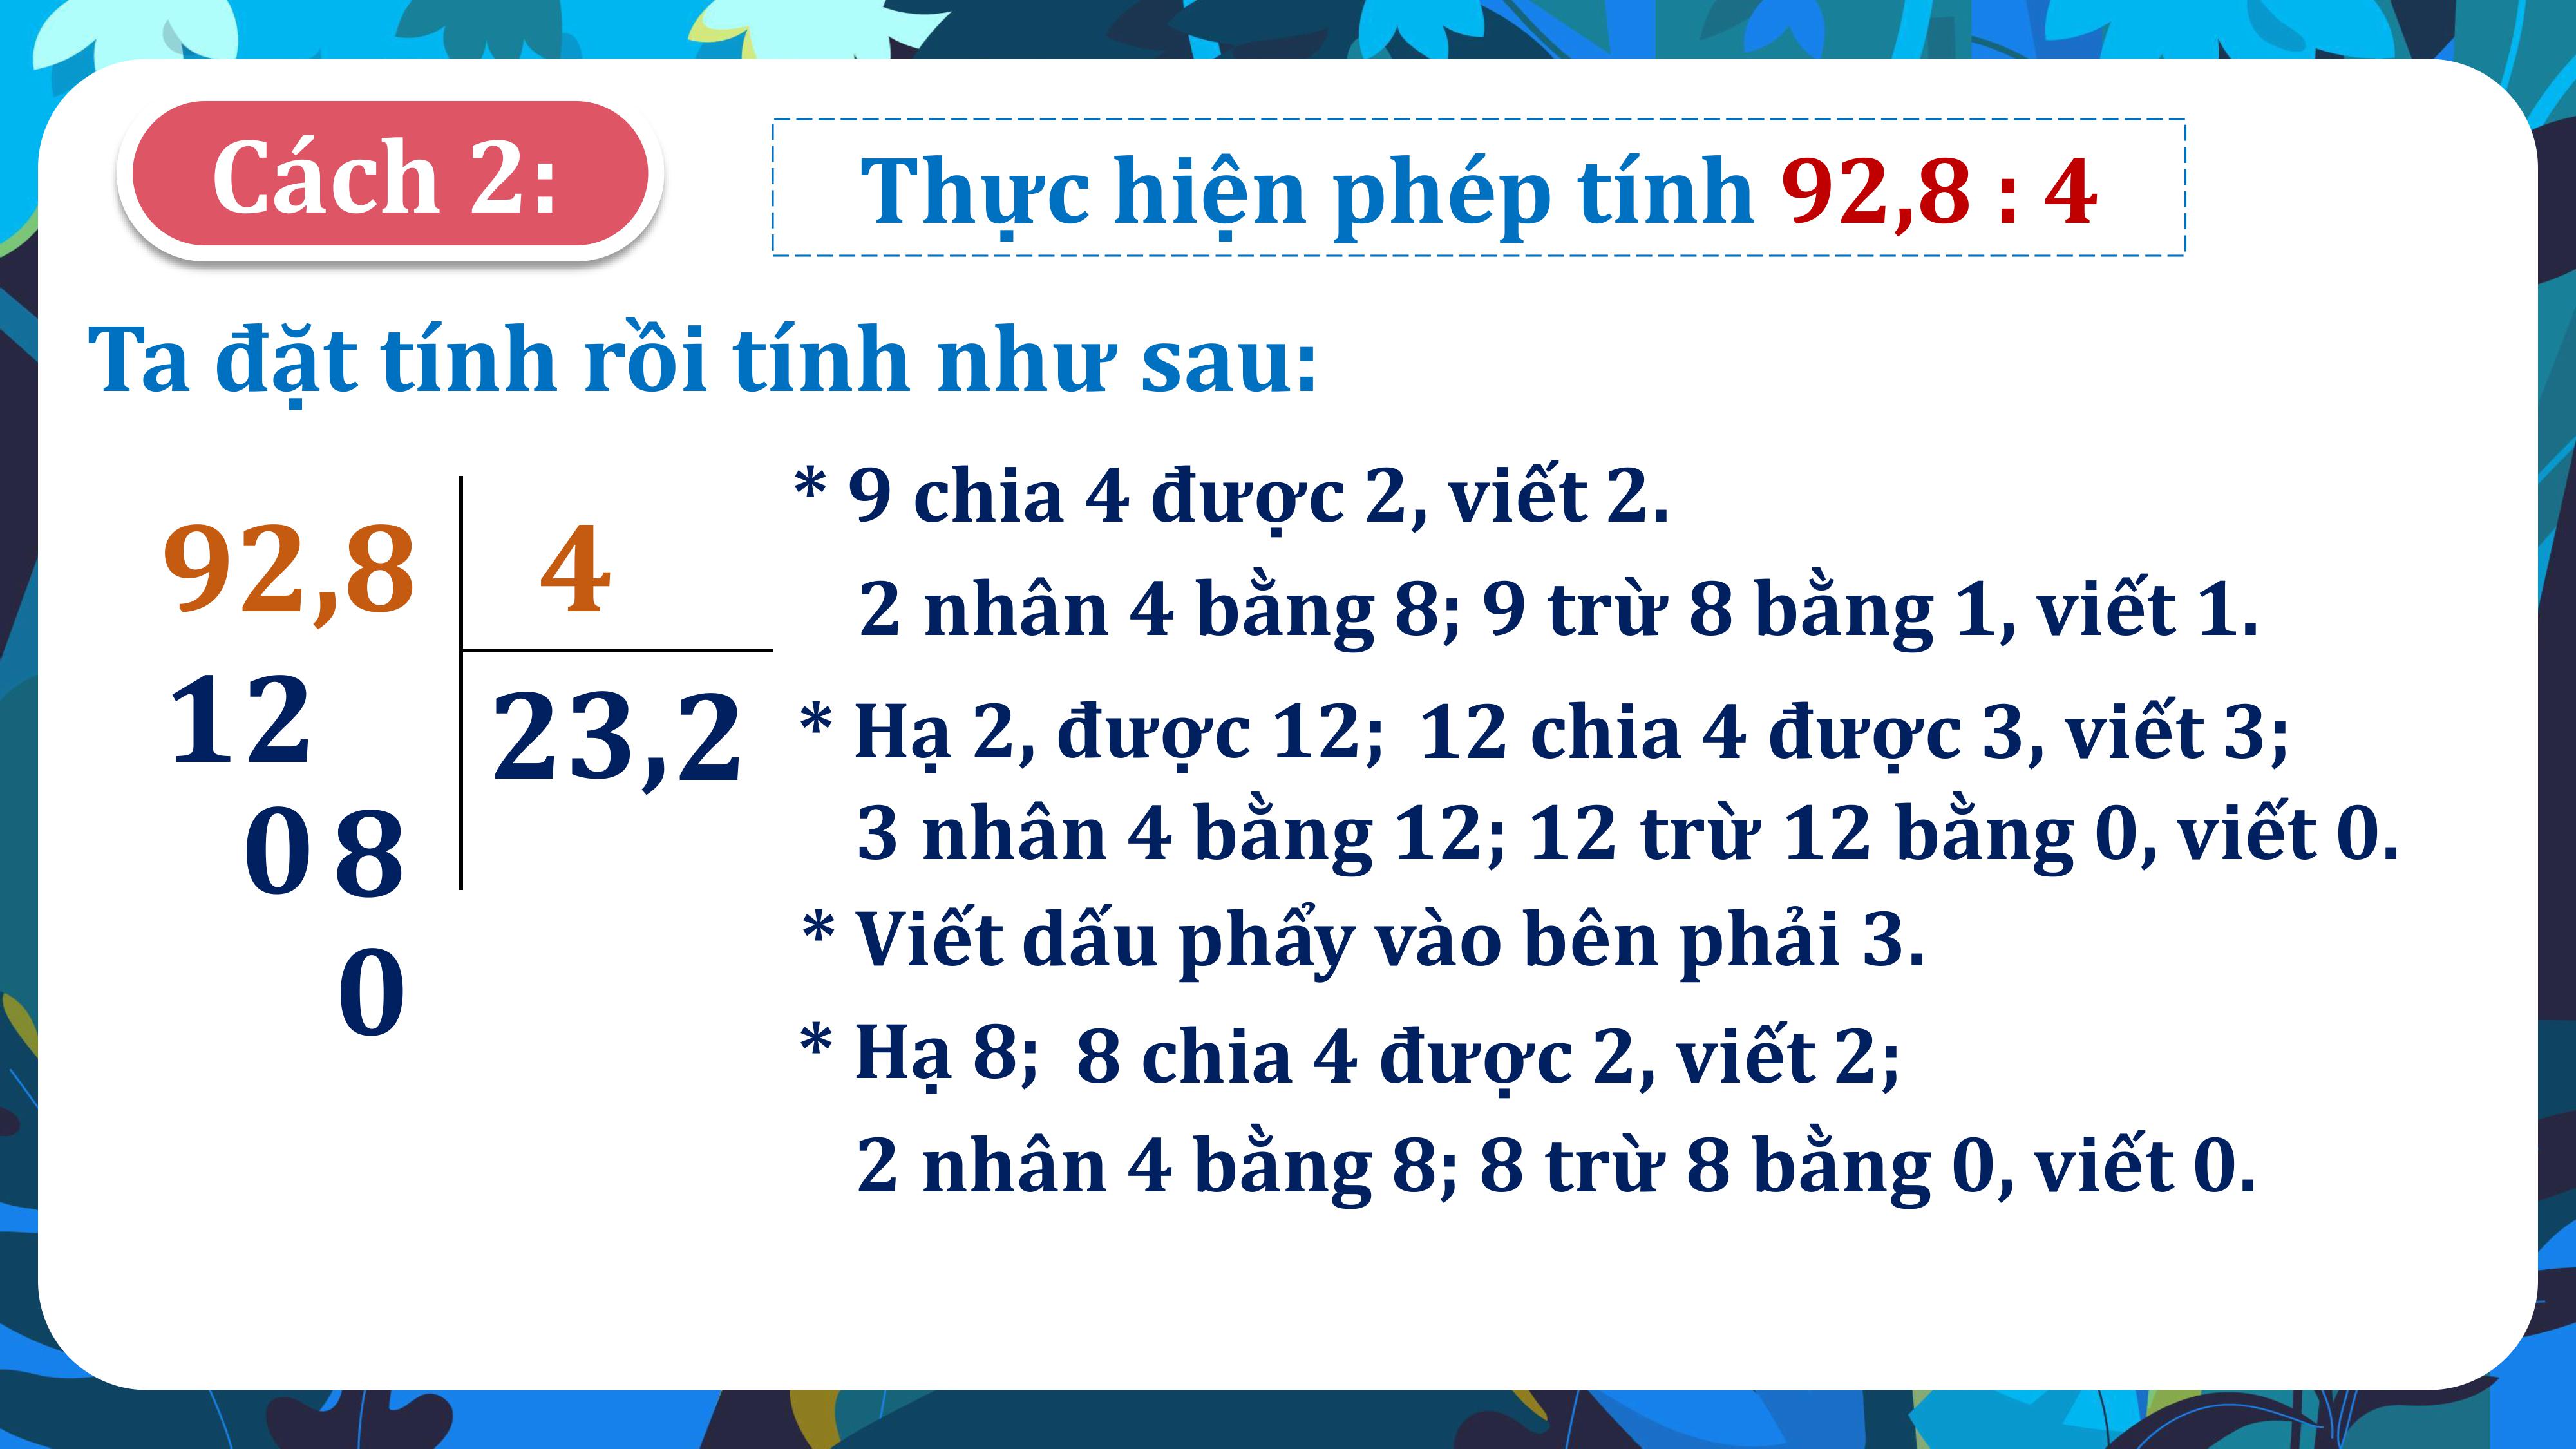 Cách 2:
Thực hiện phép tính 92,8 : 4
Ta đặt tính rồi tính như sau:
92,8 4
12 23,2
08
0
* 9 chia 4 được 2, viết 2.
2 nhân 4 bằng 8; 9 trừ 8 bằng 1, viết 1.
* Hạ 2, được 12; 12 chia 4 được 3, viết 3;
3 nhân 4 bằng 12; 12 trừ 12 bằng 0, viết 0.
* Viết dấu phẩy vào bên phải 3.
* Hạ 8; 8 chia 4 được 2, viết 2;
2 nhân 4 bằng 8; 8 trừ 8 bằng 0, viết 0.